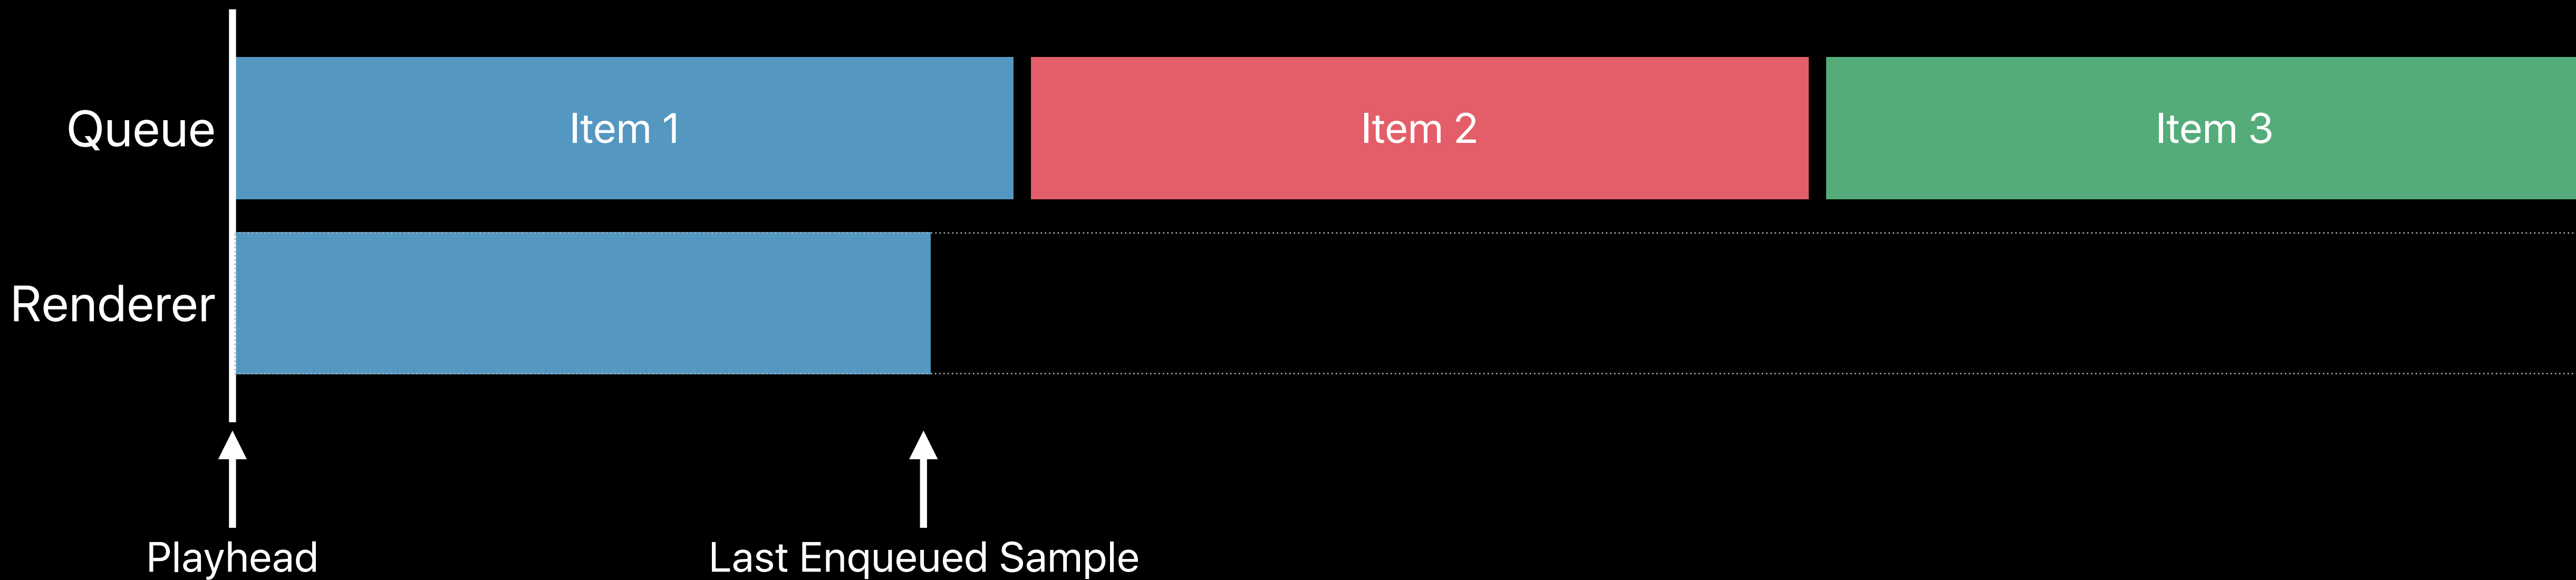 Queue
Item 1
Item 2
Item 3
Renderer
Playhead
Last Enqueued Sample